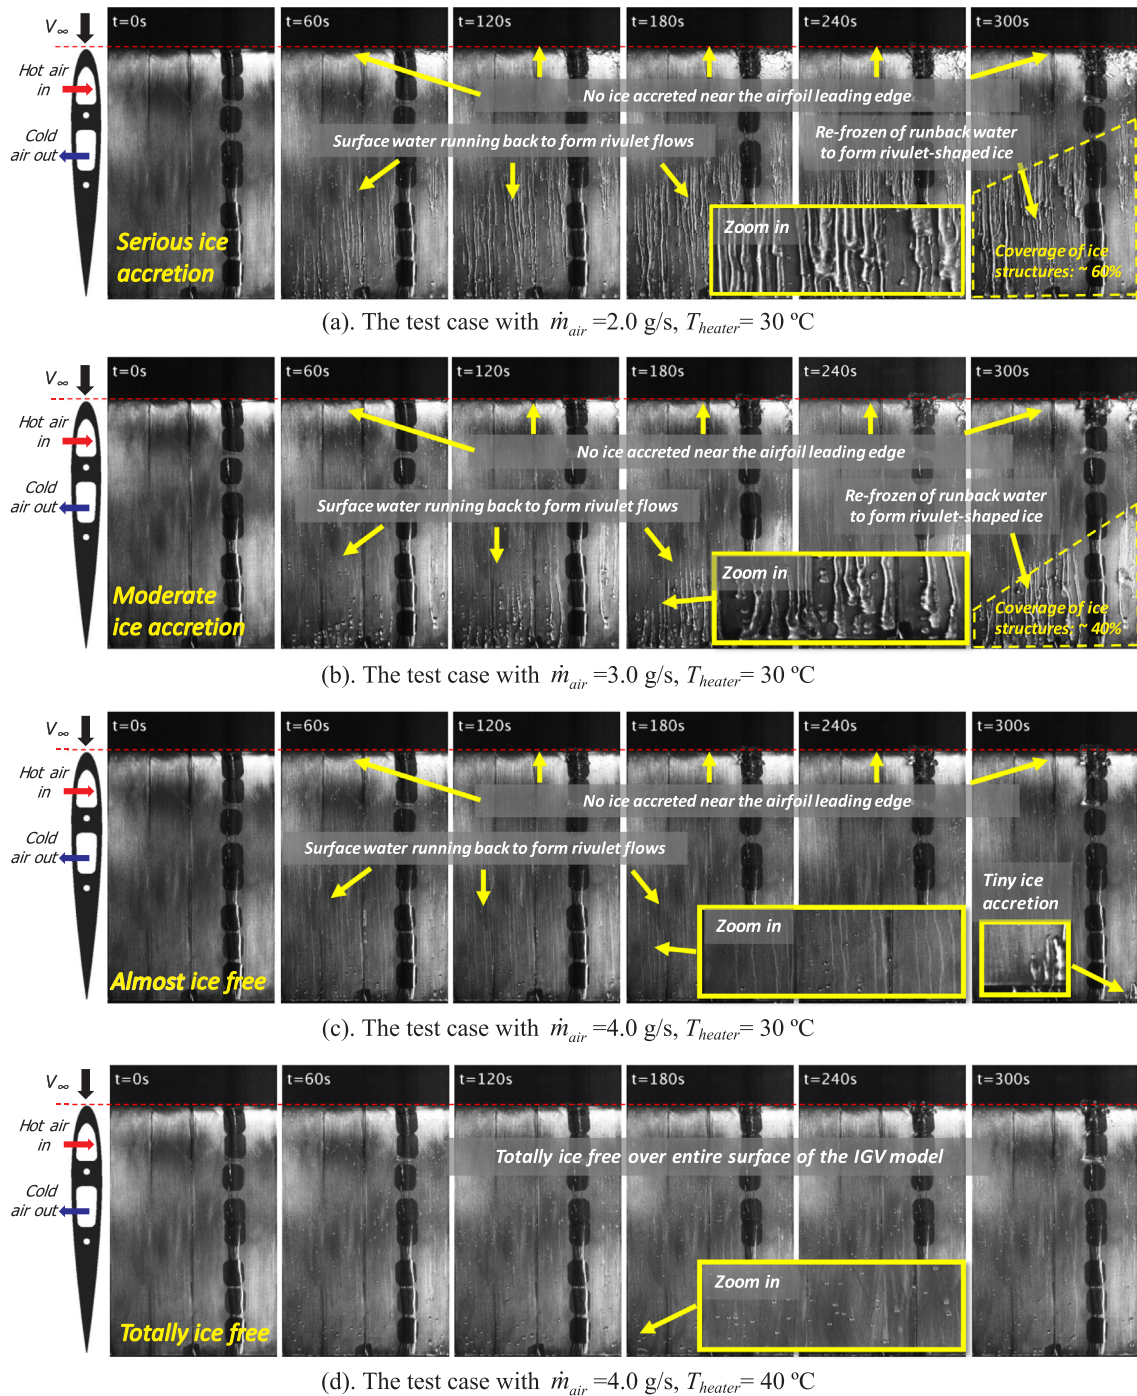 t=0s
t=60s
t=120s
t=180s
t=240s
t=300s
V∞
Hot air
in
Cold
air out
No ice accreted near the airfoil leading edge
Surface water running back to form rivulet flows
Re-frozen of runback water
to form rivulet-shaped ice
Zoom in
Serious ice
accretion
Coverage of ice
structures: ~ 60%
(a). The test case with ṁair =2.0 g/s, Theater= 30 ºC
t=0s
t=60s
t=120s
t=180s
t=240s
t=300s
V∞
Hot air
in
Cold
air out
No ice accreted near the airfoil leading edge
Surface water running back to form rivulet flows
Re-frozen of runback water
to form rivulet-shaped ice
Zoom in
Moderate
ice accretion
Coverage of ice
structures: ~ 40%
(b). The test case with ṁair =3.0 g/s, Theater= 30 ºC
t=0s
t=60s
t=120s
t=180s
t=240s
t=300s
V∞
Hot air
in
Cold
air out
No ice accreted near the airfoil leading edge
Surface water running back to form rivulet flows
Tiny ice
accretion
Zoom in
Almost ice free
(c). The test case with ṁair =4.0 g/s, Theater= 30 ºC
t=0s
t=60s
t=120s
t=180s
t=240s
t=300s
V∞
Hot air
in
Cold
air out
Totally ice free over entire surface of the IGV model
Zoom in
Totally ice free
(d). The test case with ṁair =4.0 g/s, Theater= 40 ºC